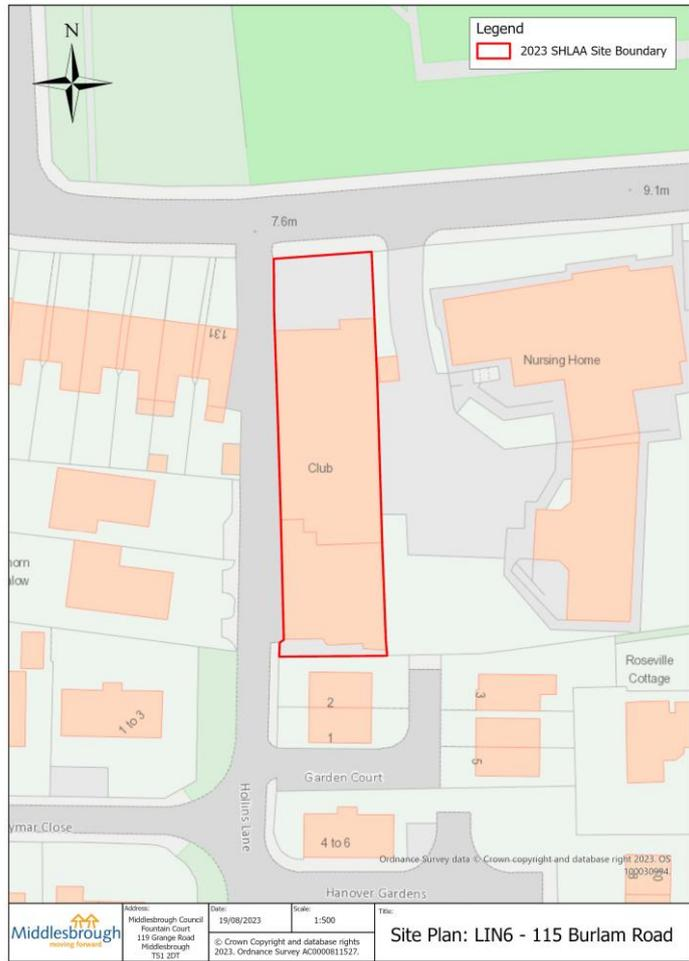 N
Legend
2023 SHLAA Site Boundary
7.6m
9.1m
131
Nursing Home
Club
Roseville
Cottage
1 to 3
2
1
3
5
Garden Court
Hollins Lane
4 to 6
Ordnance Survey data © Crown copyright and database right 2023. OS
100030994.
Hanover Gardens
Middlesbrough
moving forward
Address:
Middlesbrough Council
Fountain Court
119 Grange Road
Middlesbrough
TS1 2DT
Date:
19/08/2023
Scale:
1:500
© Crown Copyright and database rights
2023. Ordnance Survey AC0000811527.
Title:
Site Plan: LIN6 - 115 Burlam Road